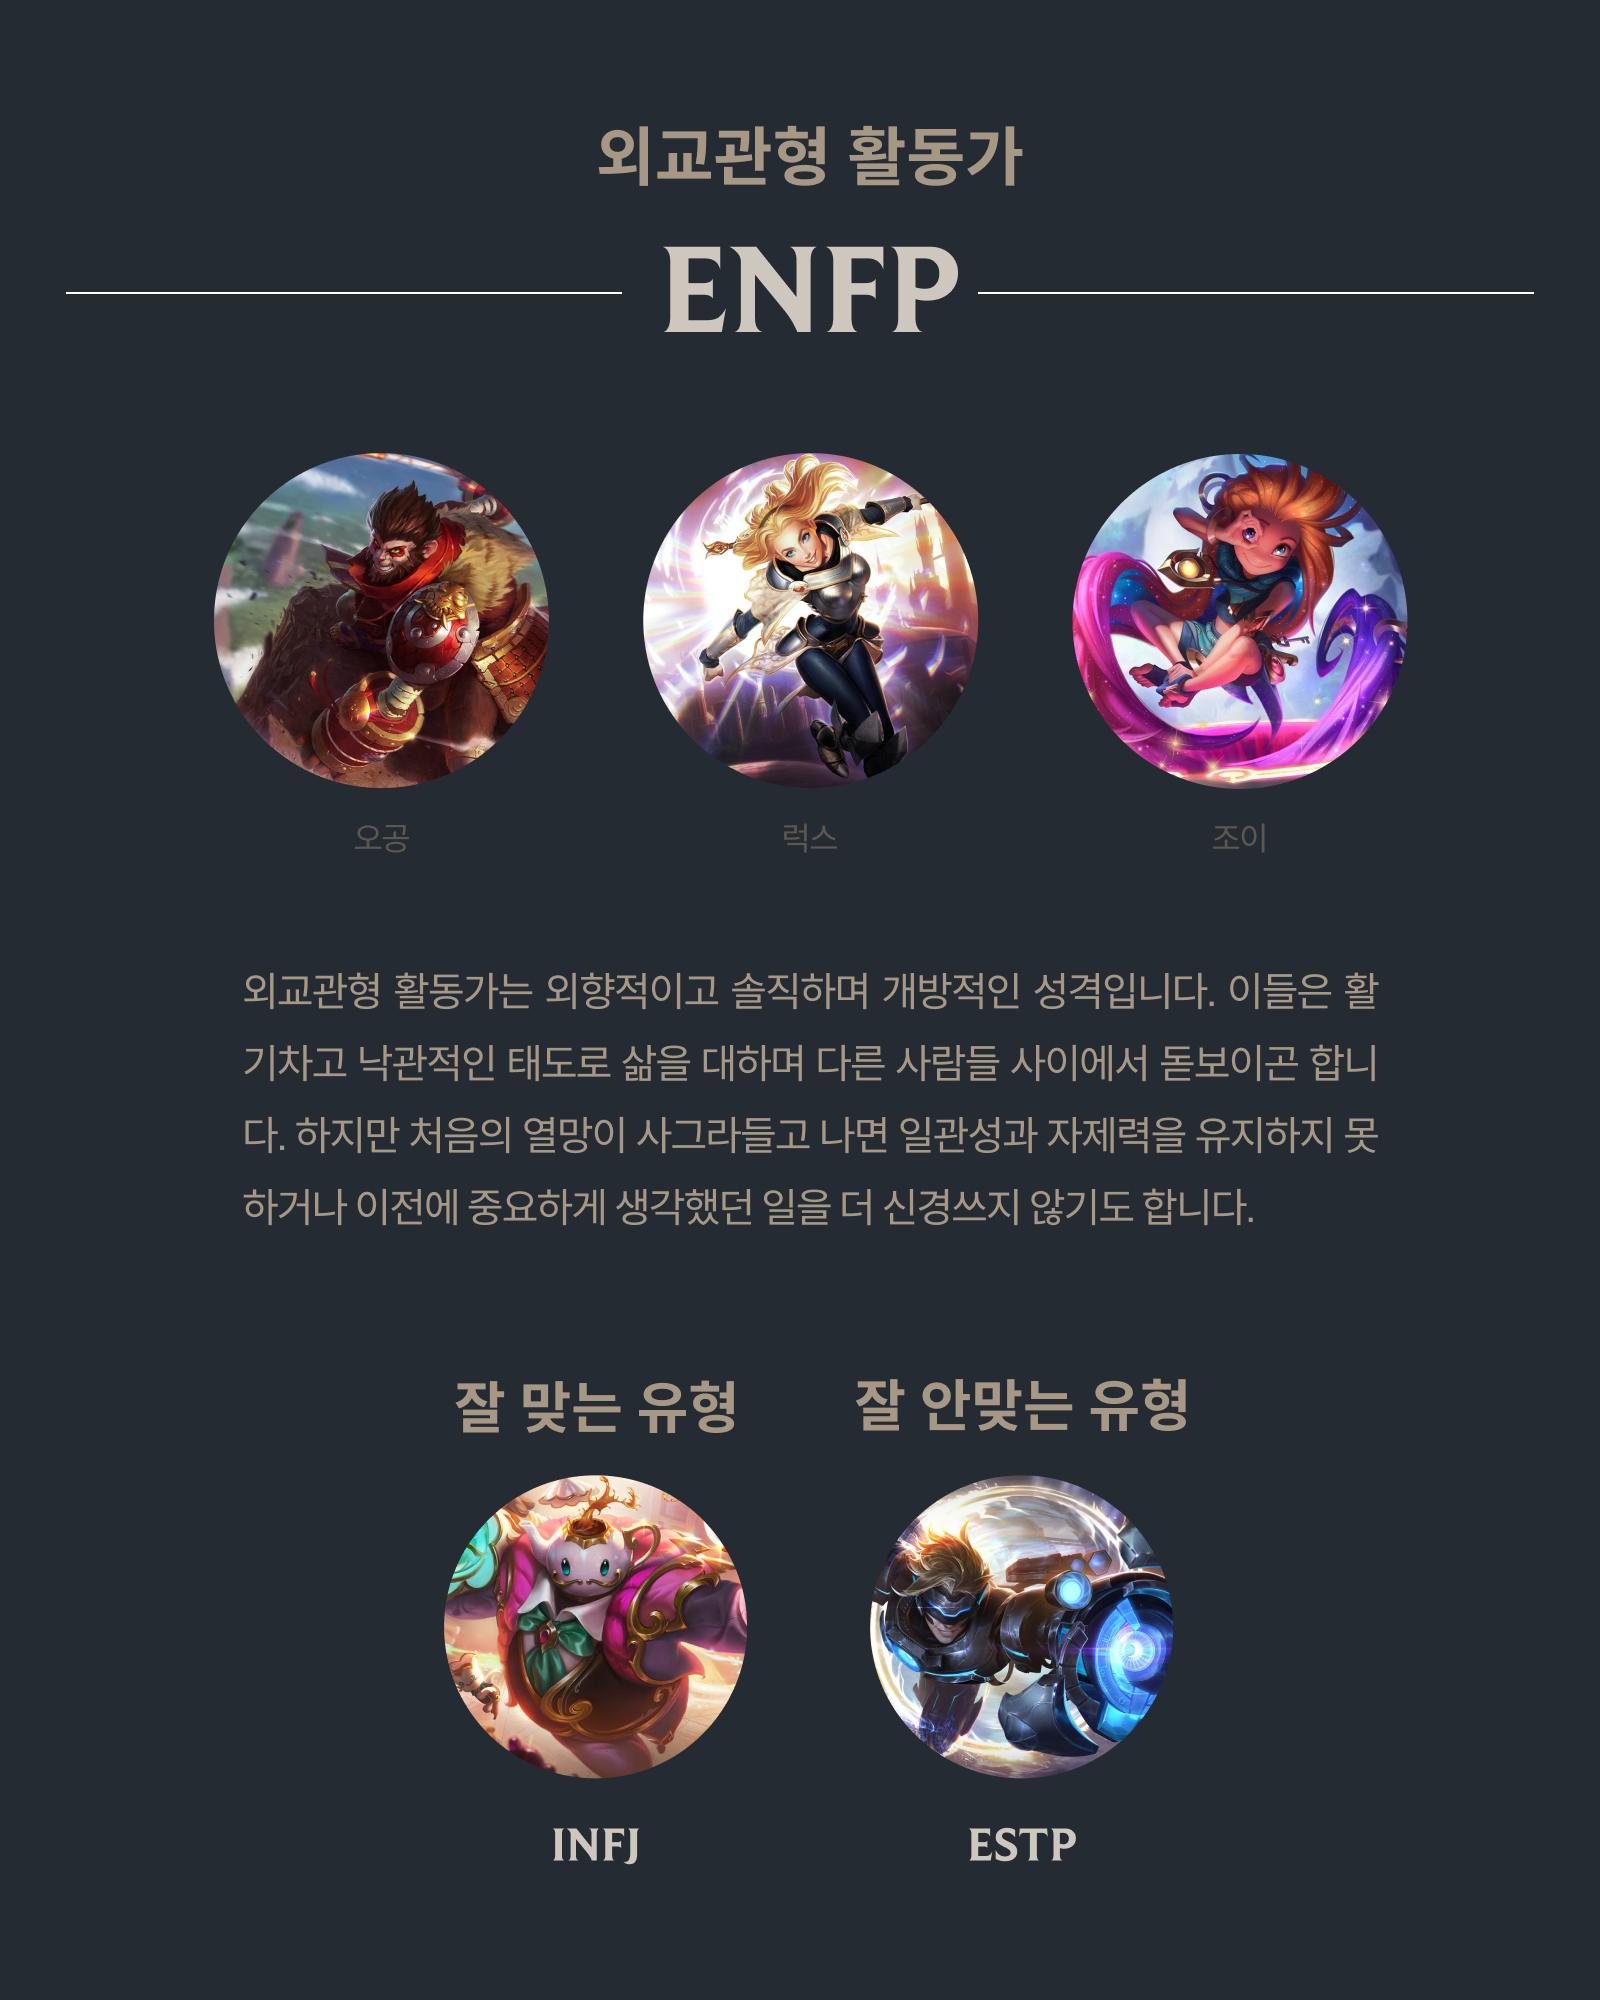 외교관형 활동가
ENFP
오공
럭스
조이
외교관형 활동가는 외향적이고 솔직하며 개방적인 성격입니다. 이들은 활
기차고 낙관적인 태도로 삶을 대하며 다른 사람들 사이에서 돋보이곤 합니
다. 하지만 처음의 열망이 사그라들고 나면 일관성과 자제력을 유지하지 못
하거나 이전에 중요하게 생각했던 일을 더 신경쓰지 않기도 합니다.
잘 맞는 유형
잘 안맞는 유형
INFJ
ESTP